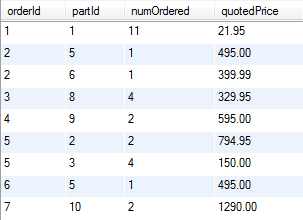 orderId partId numOrdered quotedPrice
1 1 11 21.95
2 5 1 495.00
2 6 1 399.99
3 8 4 329.95
4 9 2 595.00
5 2 2 794.95
5 3 4 150.00
6 5 1 495.00
7 10 2 1290.00